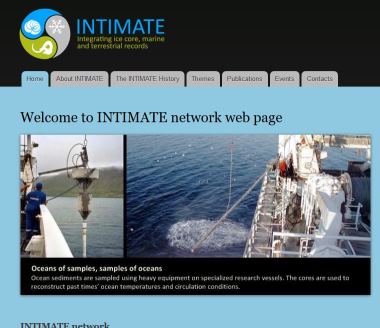 INTIMATE
Integrating ice core, marine
and terrestrial records
Home About INTIMATE The INTIMATE History Themes Publications Events Contacts
Welcome to INTIMATE network web page
Oceans of samples, samples of oceans
Ocean sediments are sampled using heavy equipment on specialized research vessels. The cores are used to
reconstruct past times' ocean temperatures and circulation conditions.
INTIMATE network